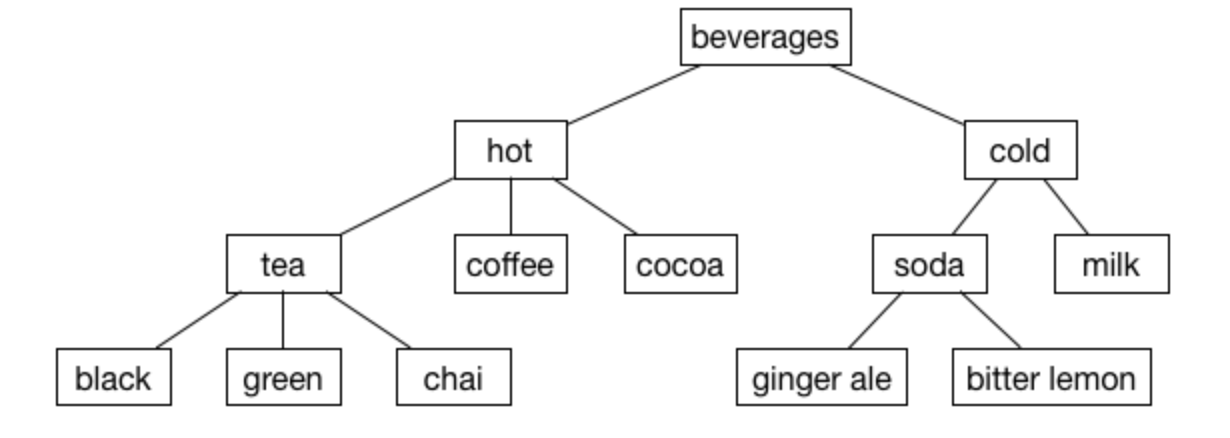 beverages
hot cold
tea coffee cocoa soda milk
black green chai ginger ale bitter lemon